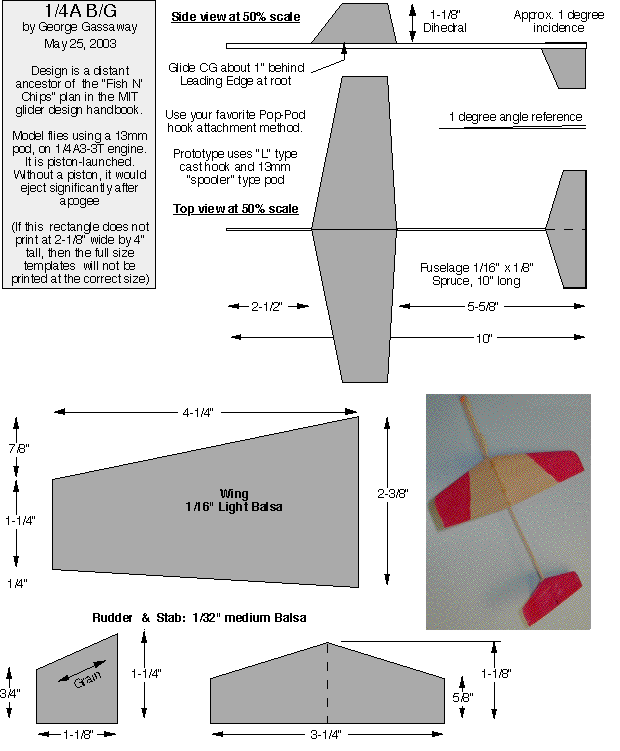 1/4A B/G
by George Gassaway
May 25, 2003
Design is a distant
ancestor of the "Fish N'
Chips" plan in the MIT
glider design handbook.
Model flies using a 13mm
pod, on 1/4A3-3T engine.
It is piston-launched.
Without a piston, it would
eject significantly after
apogee
(If this rectangle does not
print at 2-1/8" wide by 4"
tall, then the full size
templates will not be
printed at the correct size)
Side view at 50% scale
1-1/8"
Dihedral
Approx. 1 degree
incidence
Glide CG about 1" behind
Leading Edge at root
Use your favorite Pop-Pod
hook attachment method.
Prototype uses "L" type
cast hook and 13mm
"spooler" type pod
1 degree angle reference
Top view at 50% scale
Fuselage 1/16" x 1/8"
Spruce, 10" long
2-1/2"
5-5/8"
10"
4-1/4"
7/8"
1-1/4"
1/4"
Wing
1/16" Light Balsa
2-3/8"
Rudder & Stab: 1/32" medium Balsa
3/4"
Grain
1-1/4"
1-1/8"
5/8"
1-1/8"
3-1/4"